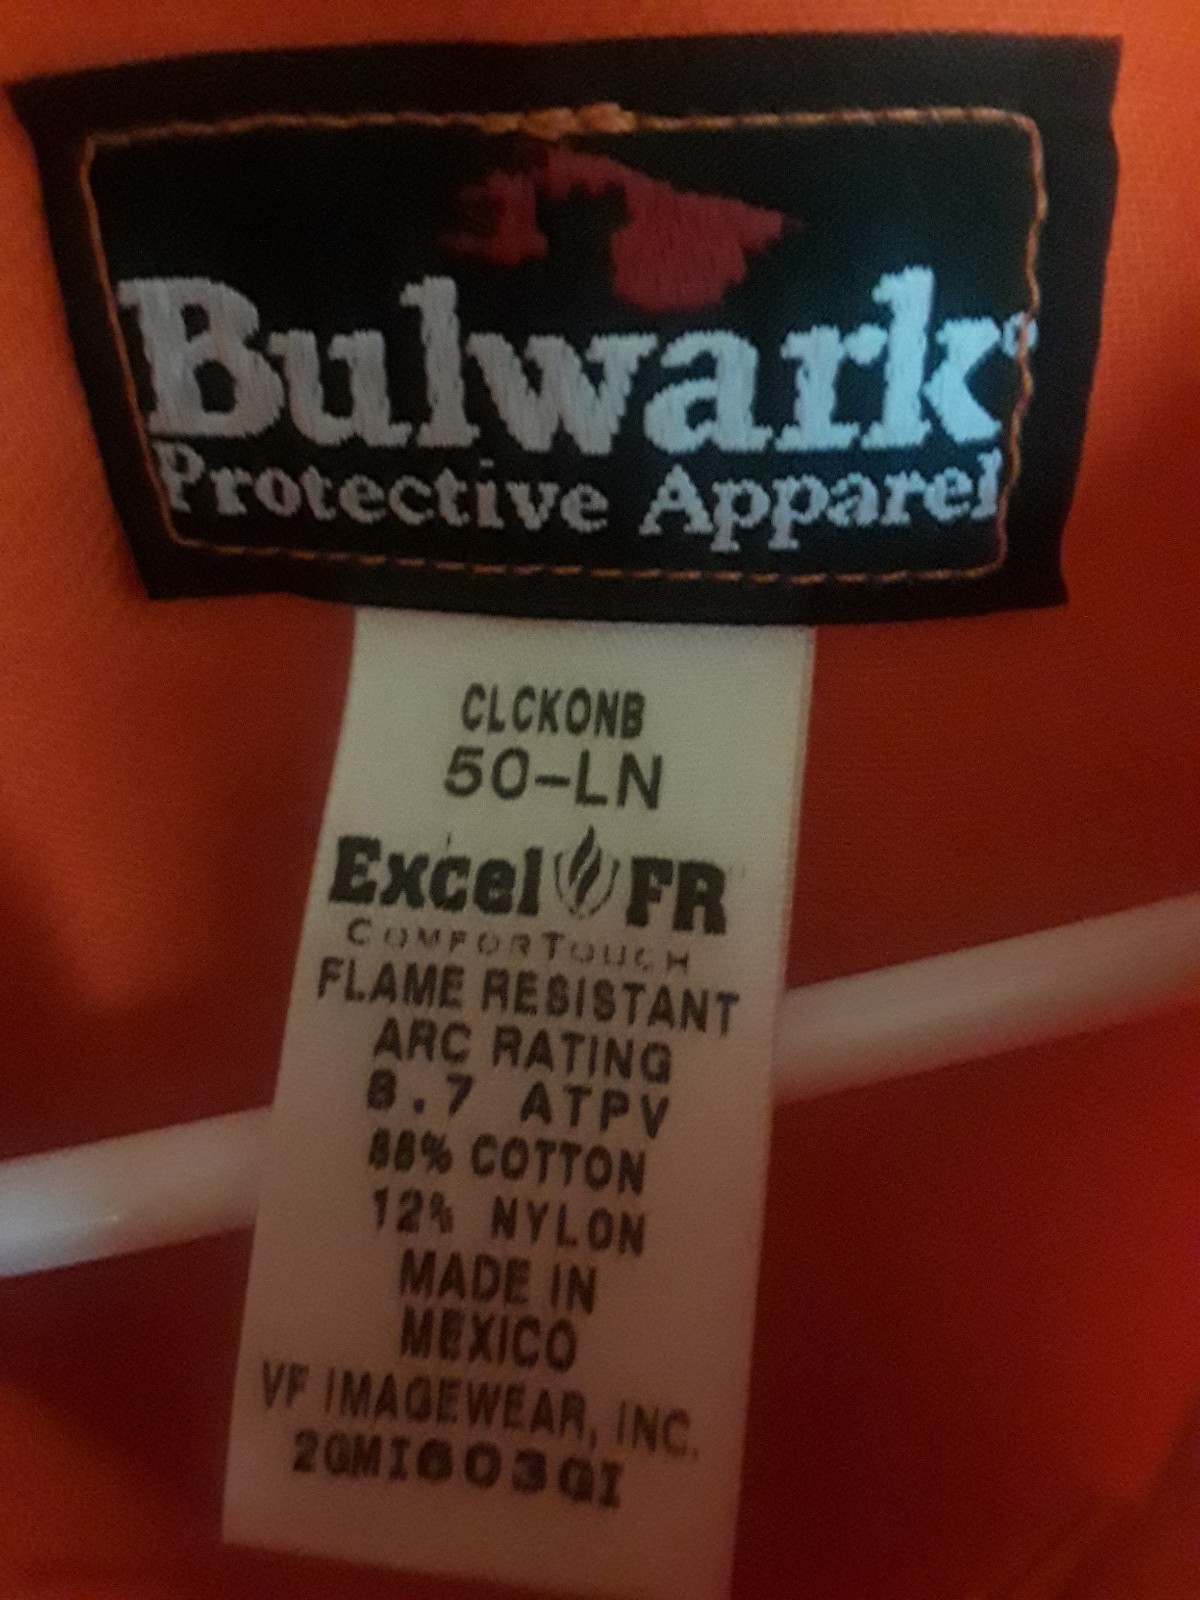 Bulwark®
Protective Apparel
CLCKONB
50-LN
Excel FR
COMFORTOUCH
FLAME RESISTANT
ARC RATING
8.7 ATPV
88% COTTON
12% NYLON
MADE IN
MEXICO
VF IMAGEWEAR, INC.
2GMI603GI